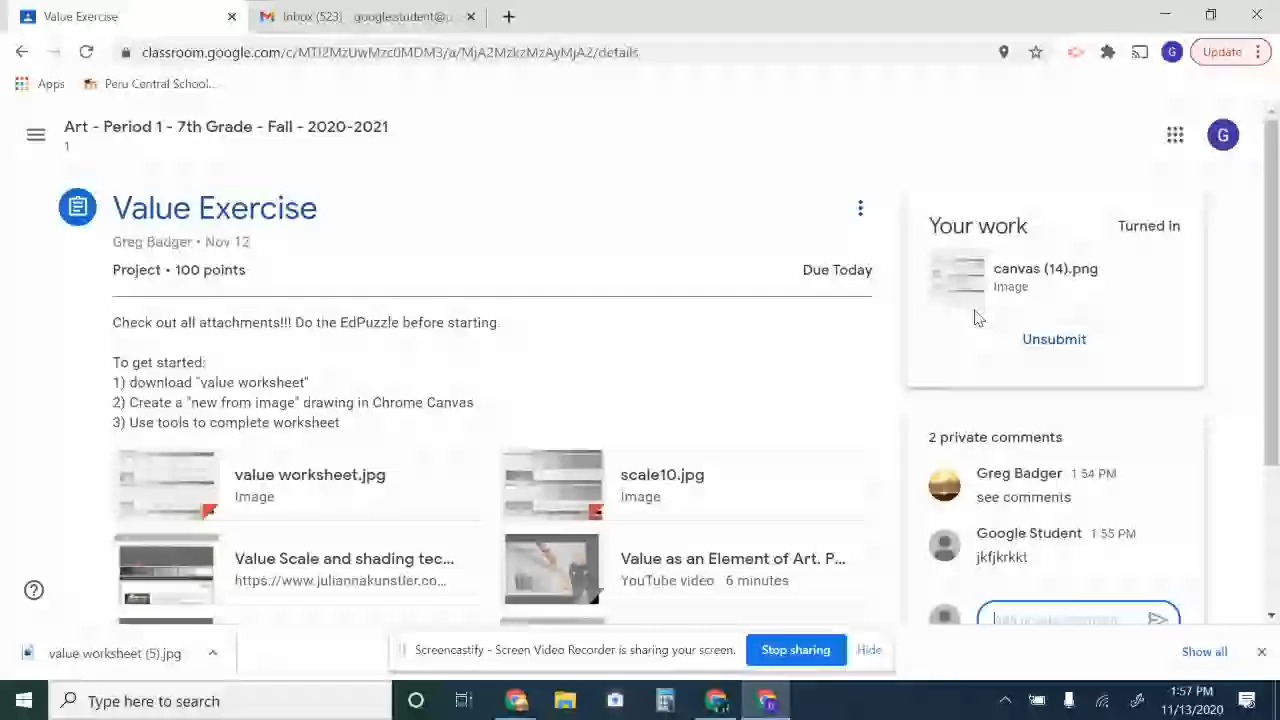 Value Exercise
Inbox (523) google.student@p
classroom.google.com/c/MTI2MzUwMzc0MDM3/a/MjA2MzkzMzAyMjA2/details
Update
Apps
Peru Central School...
Art - Period 1 - 7th Grade - Fall - 2020-2021
1
G
Value Exercise
Greg Badger • Nov 12
Project • 100 points
Due Today
Check out all attachments!!! Do the EdPuzzle before starting.
To get started:
1) download "value worksheet"
2) Create a "new from image" drawing in Chrome Canvas
3) Use tools to complete worksheet
value worksheet.jpg
Image
scale10.jpg
Image
Value Scale and shading tec...
https://www.juliannakunstler.co...
Value as an Element of Art. P...
YouTube video 6 minutes
Your work
Turned in
canvas (14).png
Image
Unsubmit
2 private comments
Greg Badger 1:54 PM
see comments
Google Student 1:55 PM
jkfjkrkkt
value worksheet (5).jpg
Screencastify - Screen Video Recorder is sharing your screen.
Stop sharing
Hide
Show all
Type here to search
1:57 PM
11/13/2020